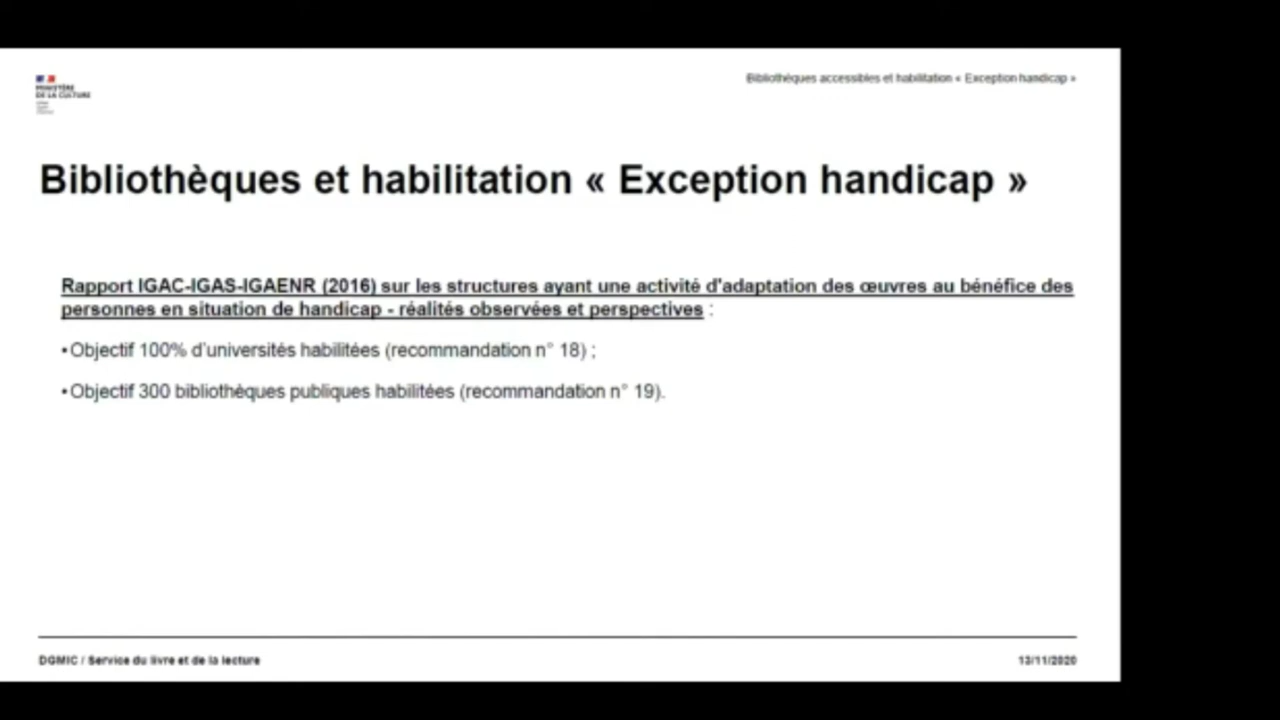 MINISTÈRE
DE LA CULTURE
Bibliothèques accessibles et habilitation « Exception handicap »
Bibliothèques et habilitation « Exception handicap »
Rapport IGAC-IGAS-IGAENR (2016) sur les structures ayant une activité d'adaptation des œuvres au bénéfice des
personnes en situation de handicap - réalités observées et perspectives :
▪Objectif 100% d'universités habilitées (recommandation n° 18) ;
▪Objectif 300 bibliothèques publiques habilitées (recommandation n° 19).
DGMIC / Service du livre et de la lecture
13/11/2020